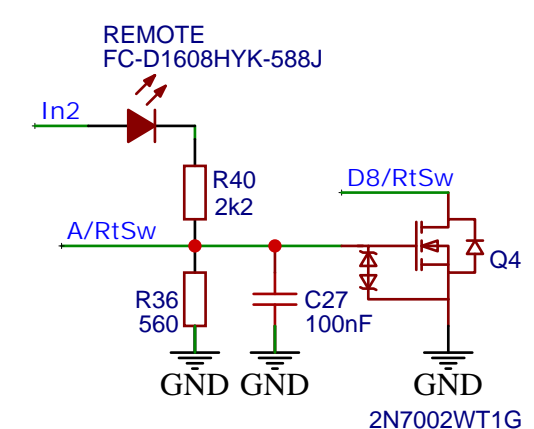 REMOTE
FC-D1608HYK-588J
In2
R40
2k2
D8/RtSw
A/RtSw
Q4
R36
560
C27
100nF
GND
GND
GND
2N7002WT1G